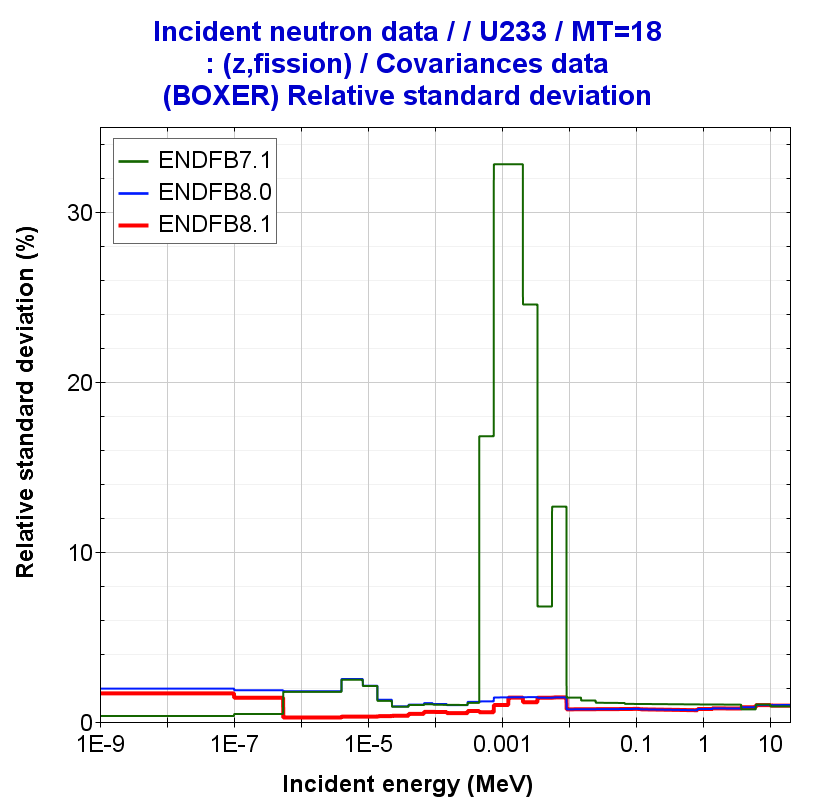 Incident neutron data / / U233 / MT=18
: (z,fission) / Covariances data
(BOXER) Relative standard deviation
ENDFB7.1
ENDFB8.0
ENDFB8.1
Relative standard deviation (%)
30
20
10
0
1E-9
1E-7
1E-5
0.001
0.1
1
10
Incident energy (MeV)